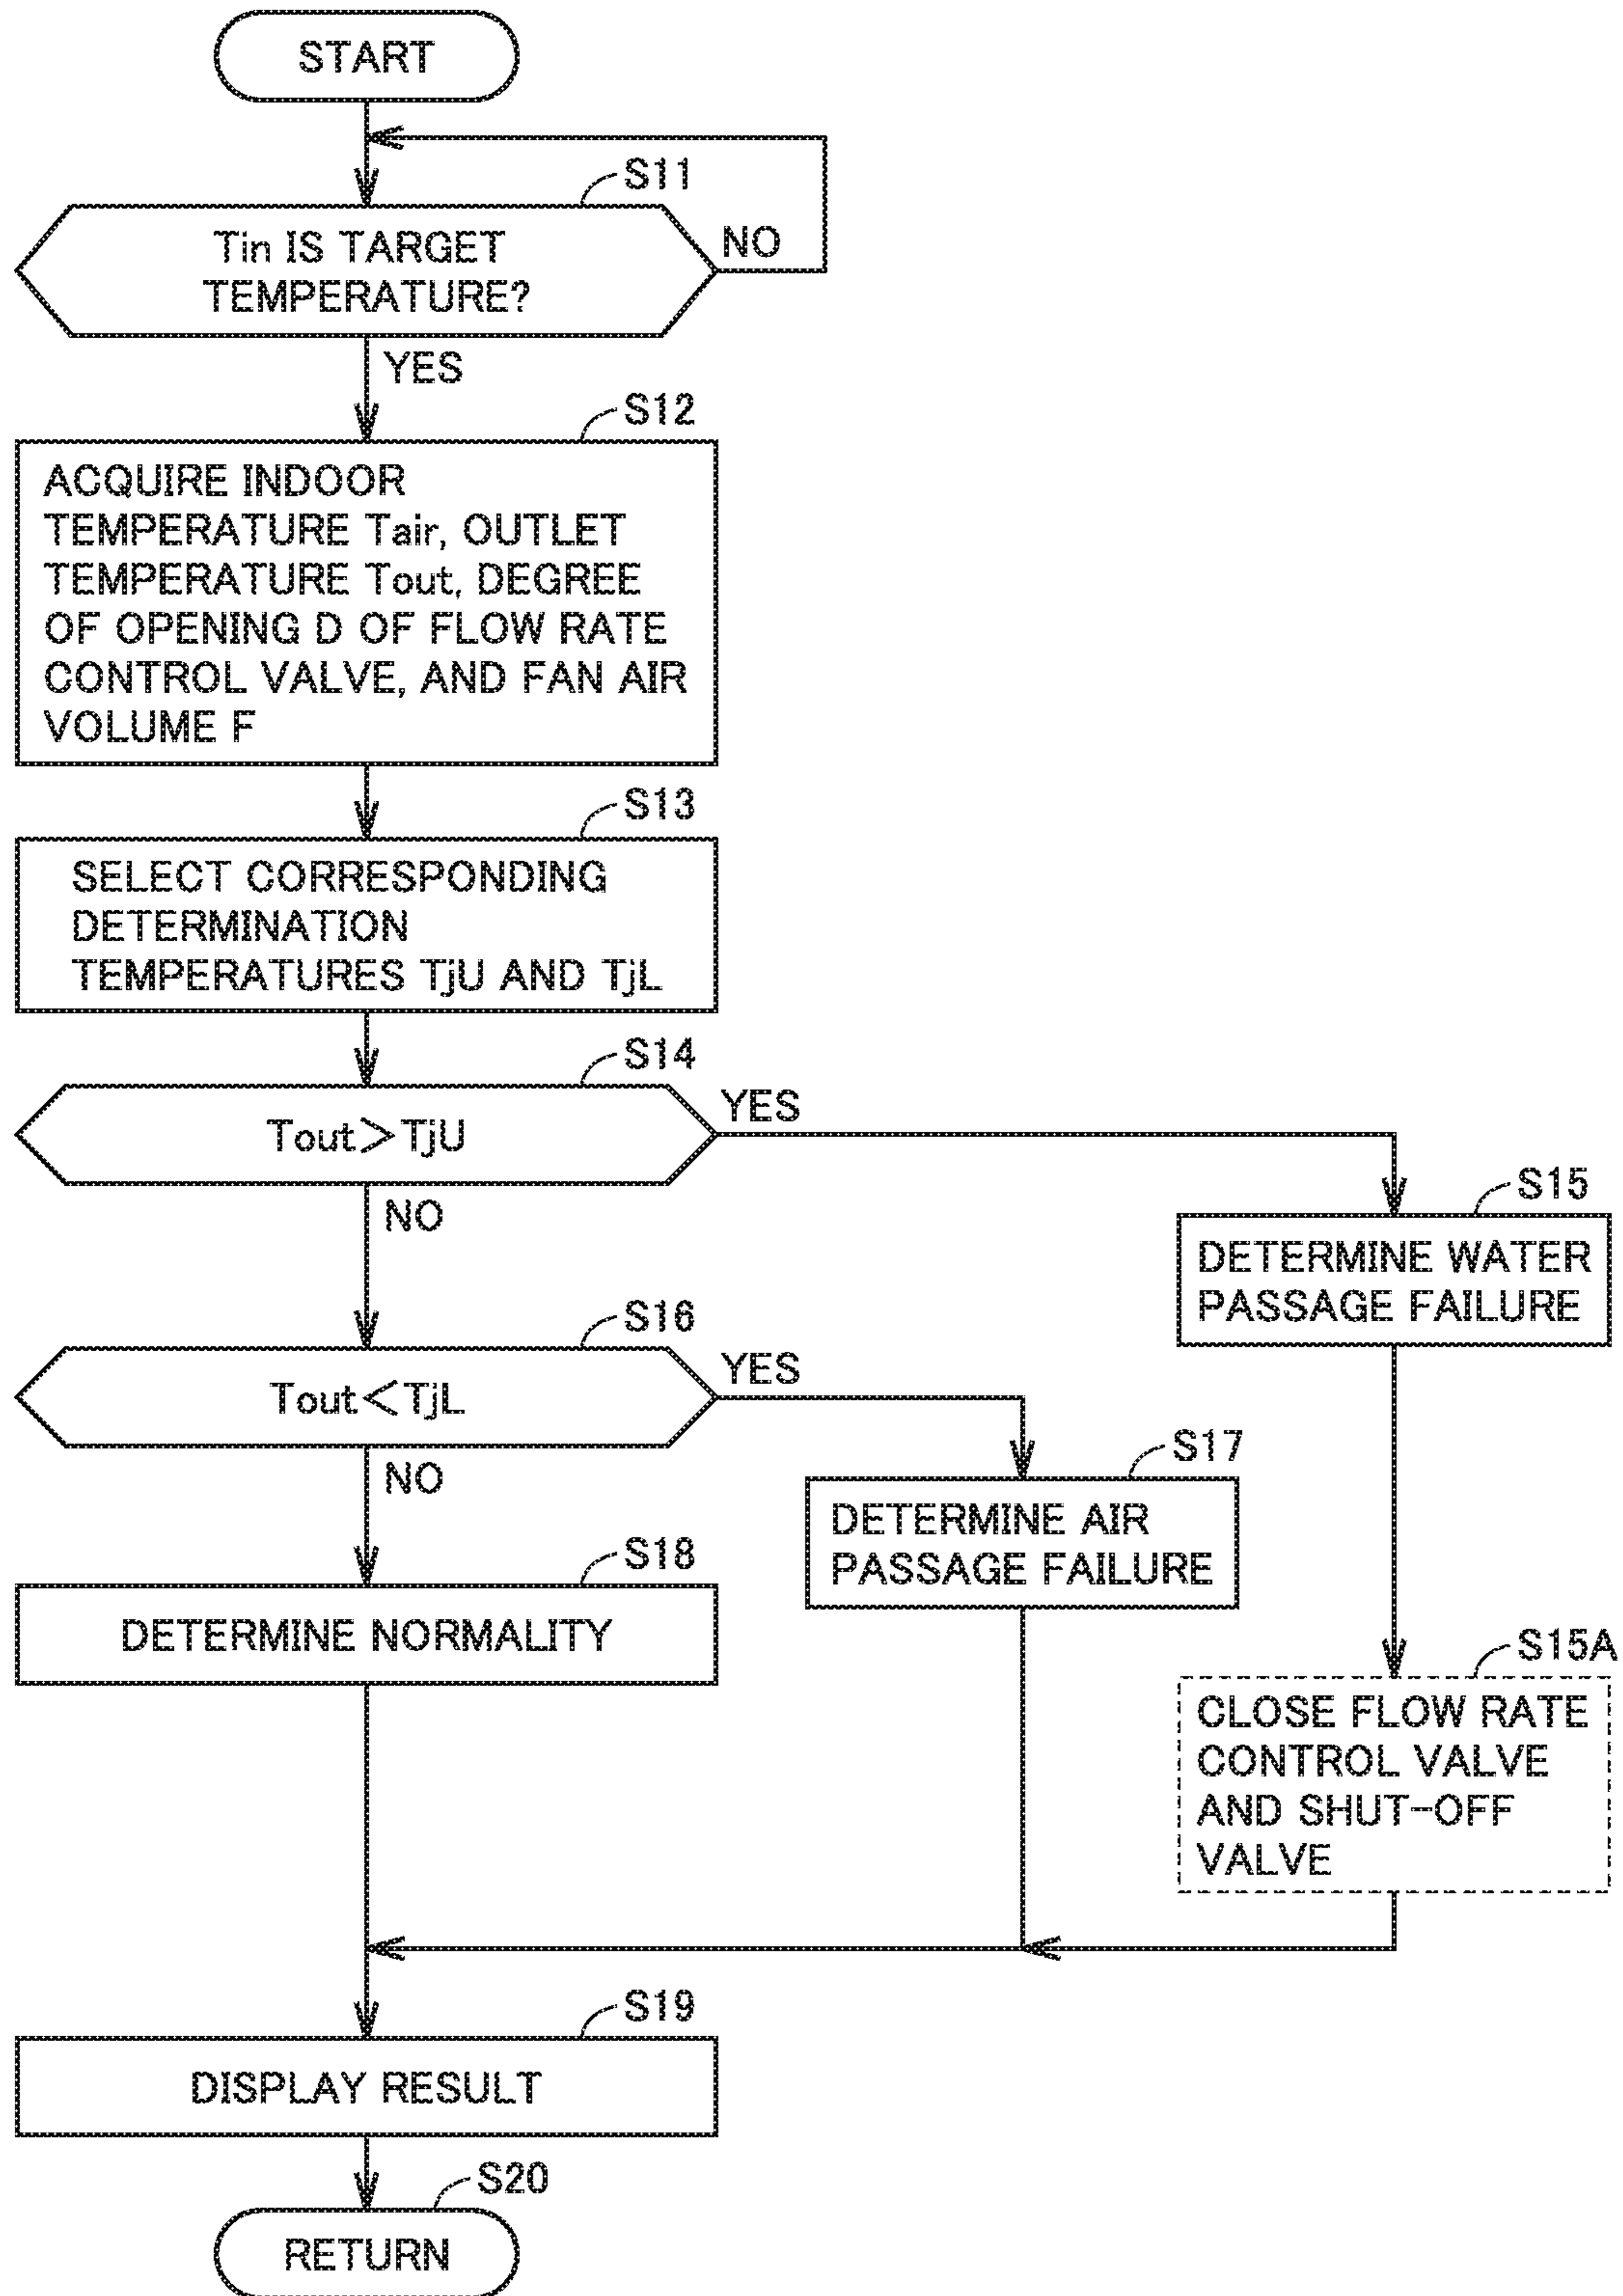 START
S11
Tin IS TARGET
TEMPERATURE?
NO
YES
S12
ACQUIRE INDOOR
TEMPERATURE Tair, OUTLET
TEMPERATURE Tout, DEGREE
OF OPENING D OF FLOW RATE
CONTROL VALVE, AND FAN AIR
VOLUME F
S13
SELECT CORRESPONDING
DETERMINATION
TEMPERATURES TjU AND TjL
S14
Tout>TjU
YES
NO
S15
DETERMINE WATER
PASSAGE FAILURE
S16
Tout<TjL
YES
NO
S17
DETERMINE AIR
PASSAGE FAILURE
S18
DETERMINE NORMALITY
S15A
CLOSE FLOW RATE
CONTROL VALVE
AND SHUT-OFF
VALVE
S19
DISPLAY RESULT
S20
RETURN